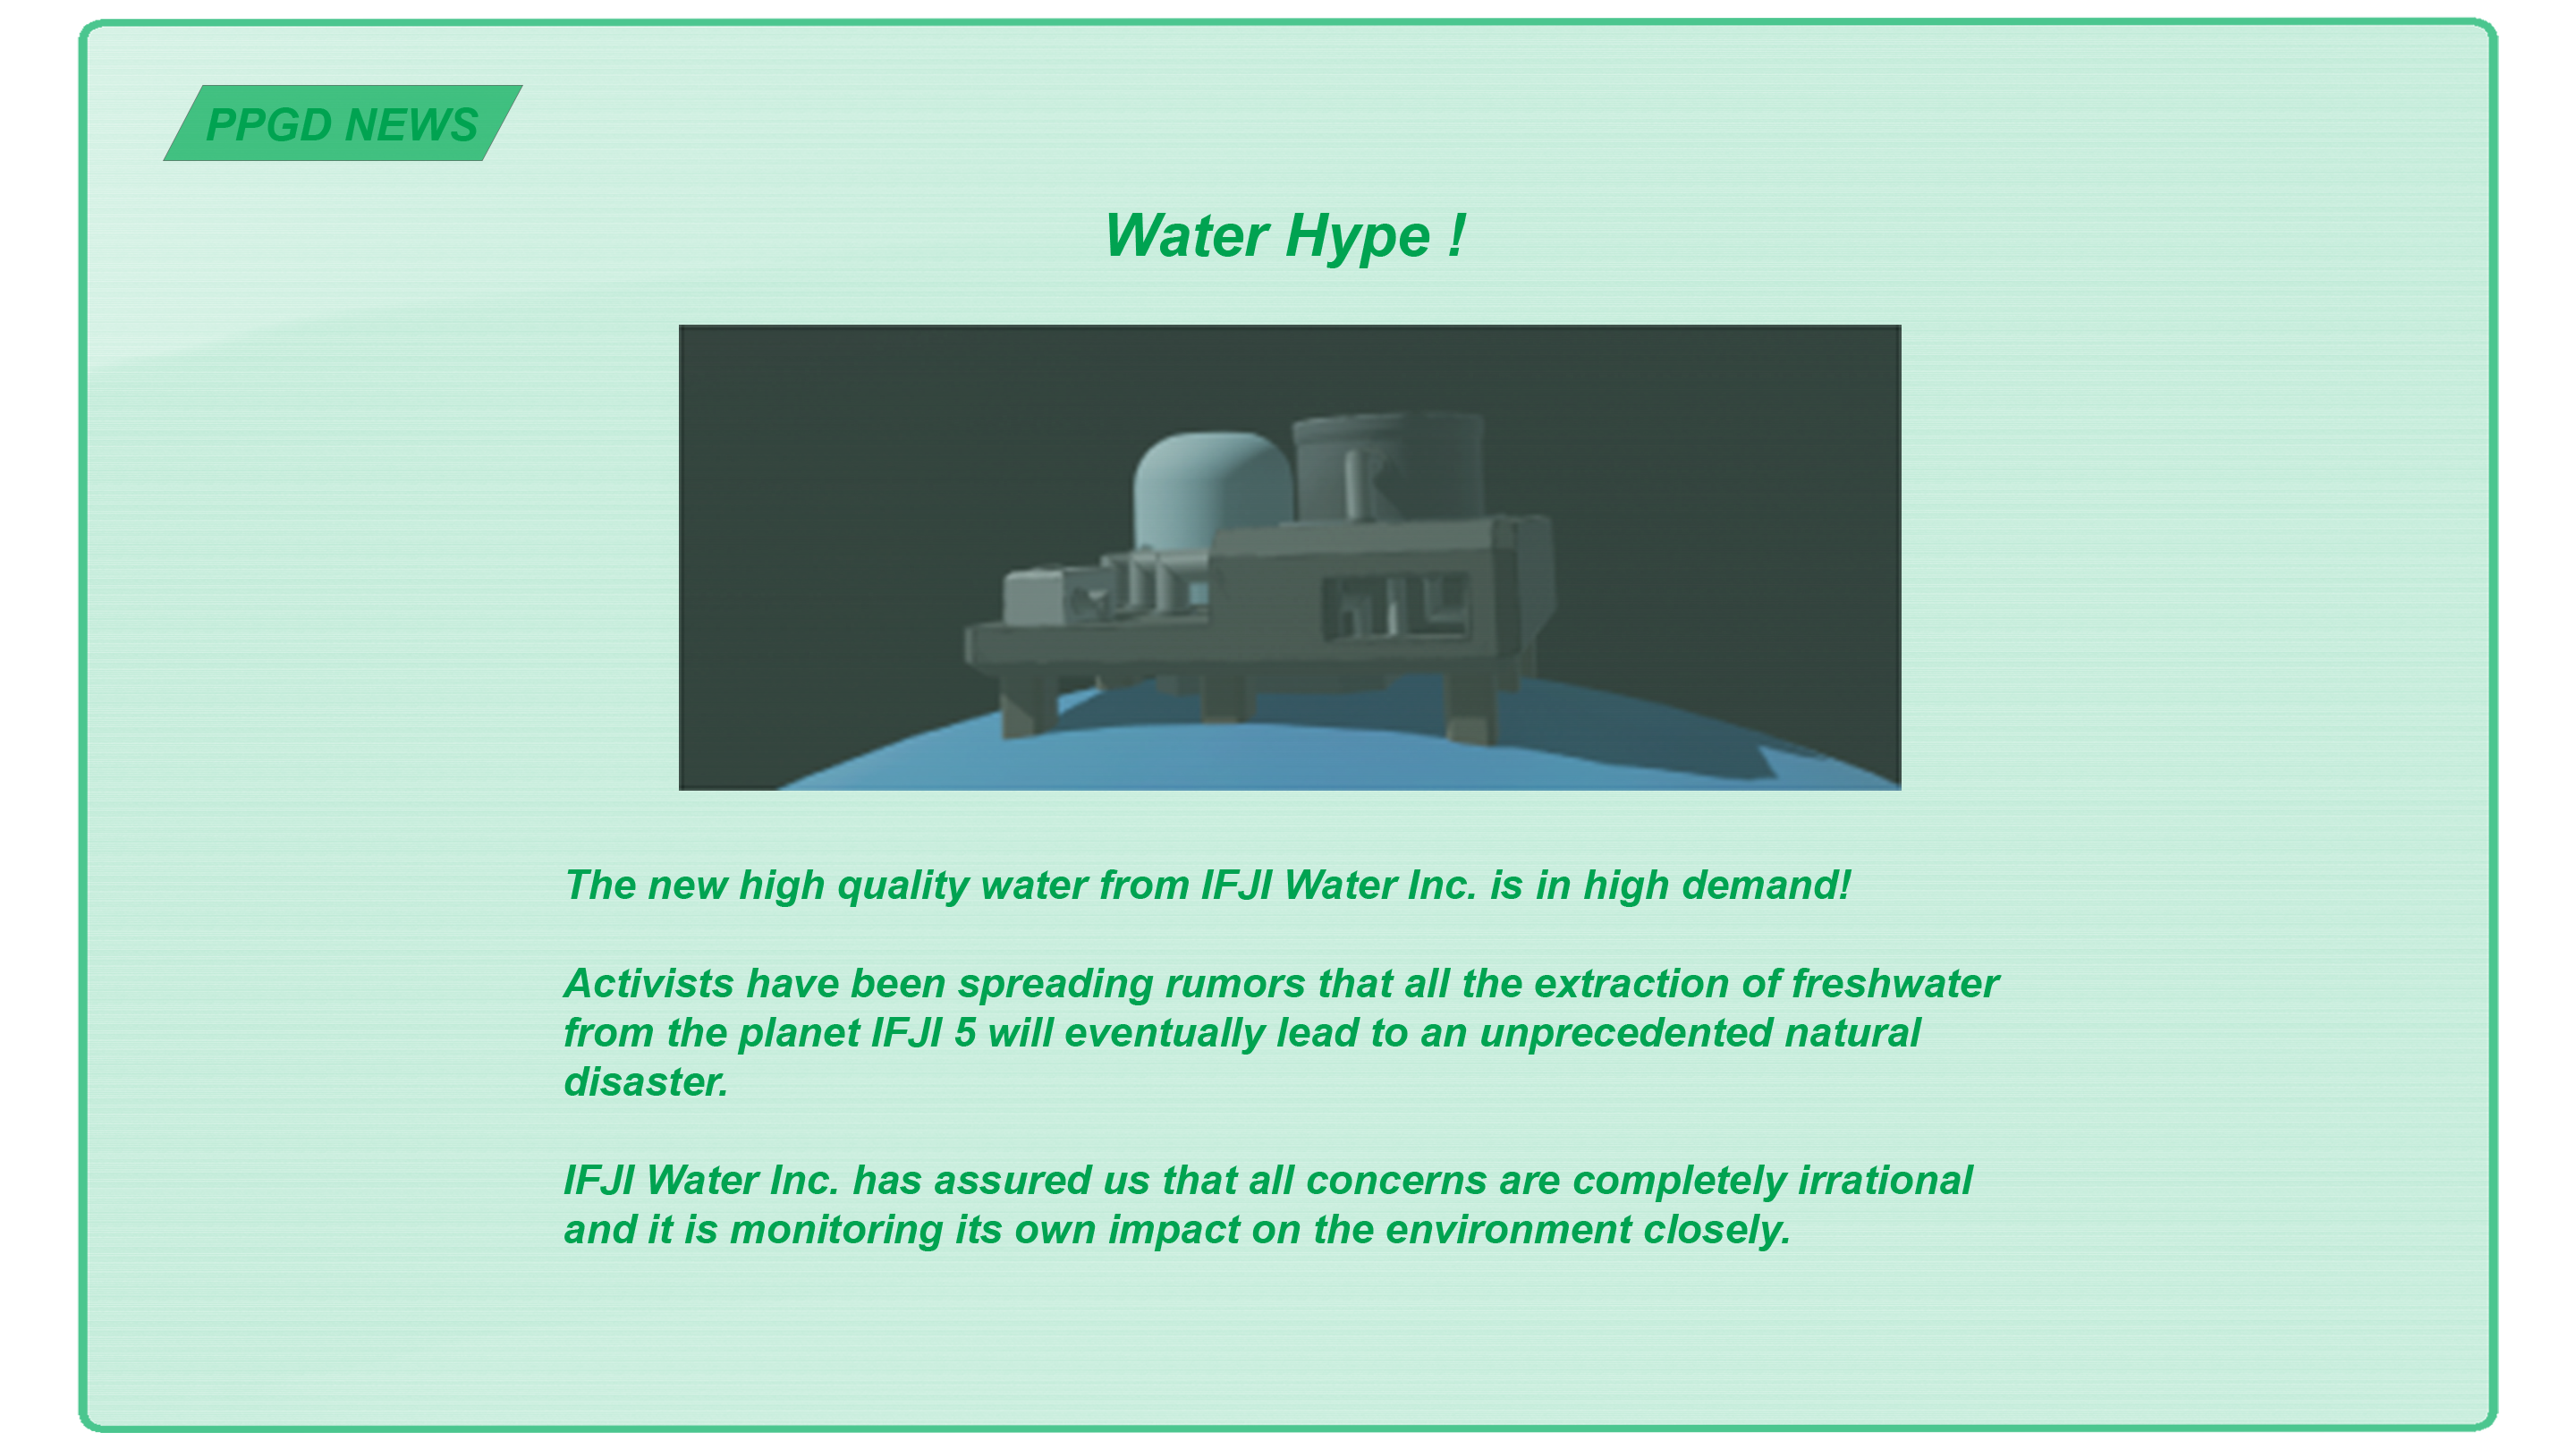 PPGD NEWS
Water Hype !
The new high quality water from IFJI Water Inc. is in high demand!
Activists have been spreading rumors that all the extraction of freshwater
from the planet IFJI 5 will eventually lead to an unprecedented natural
disaster.
IFJI Water Inc. has assured us that all concerns are completely irrational
and it is monitoring its own impact on the environment closely.